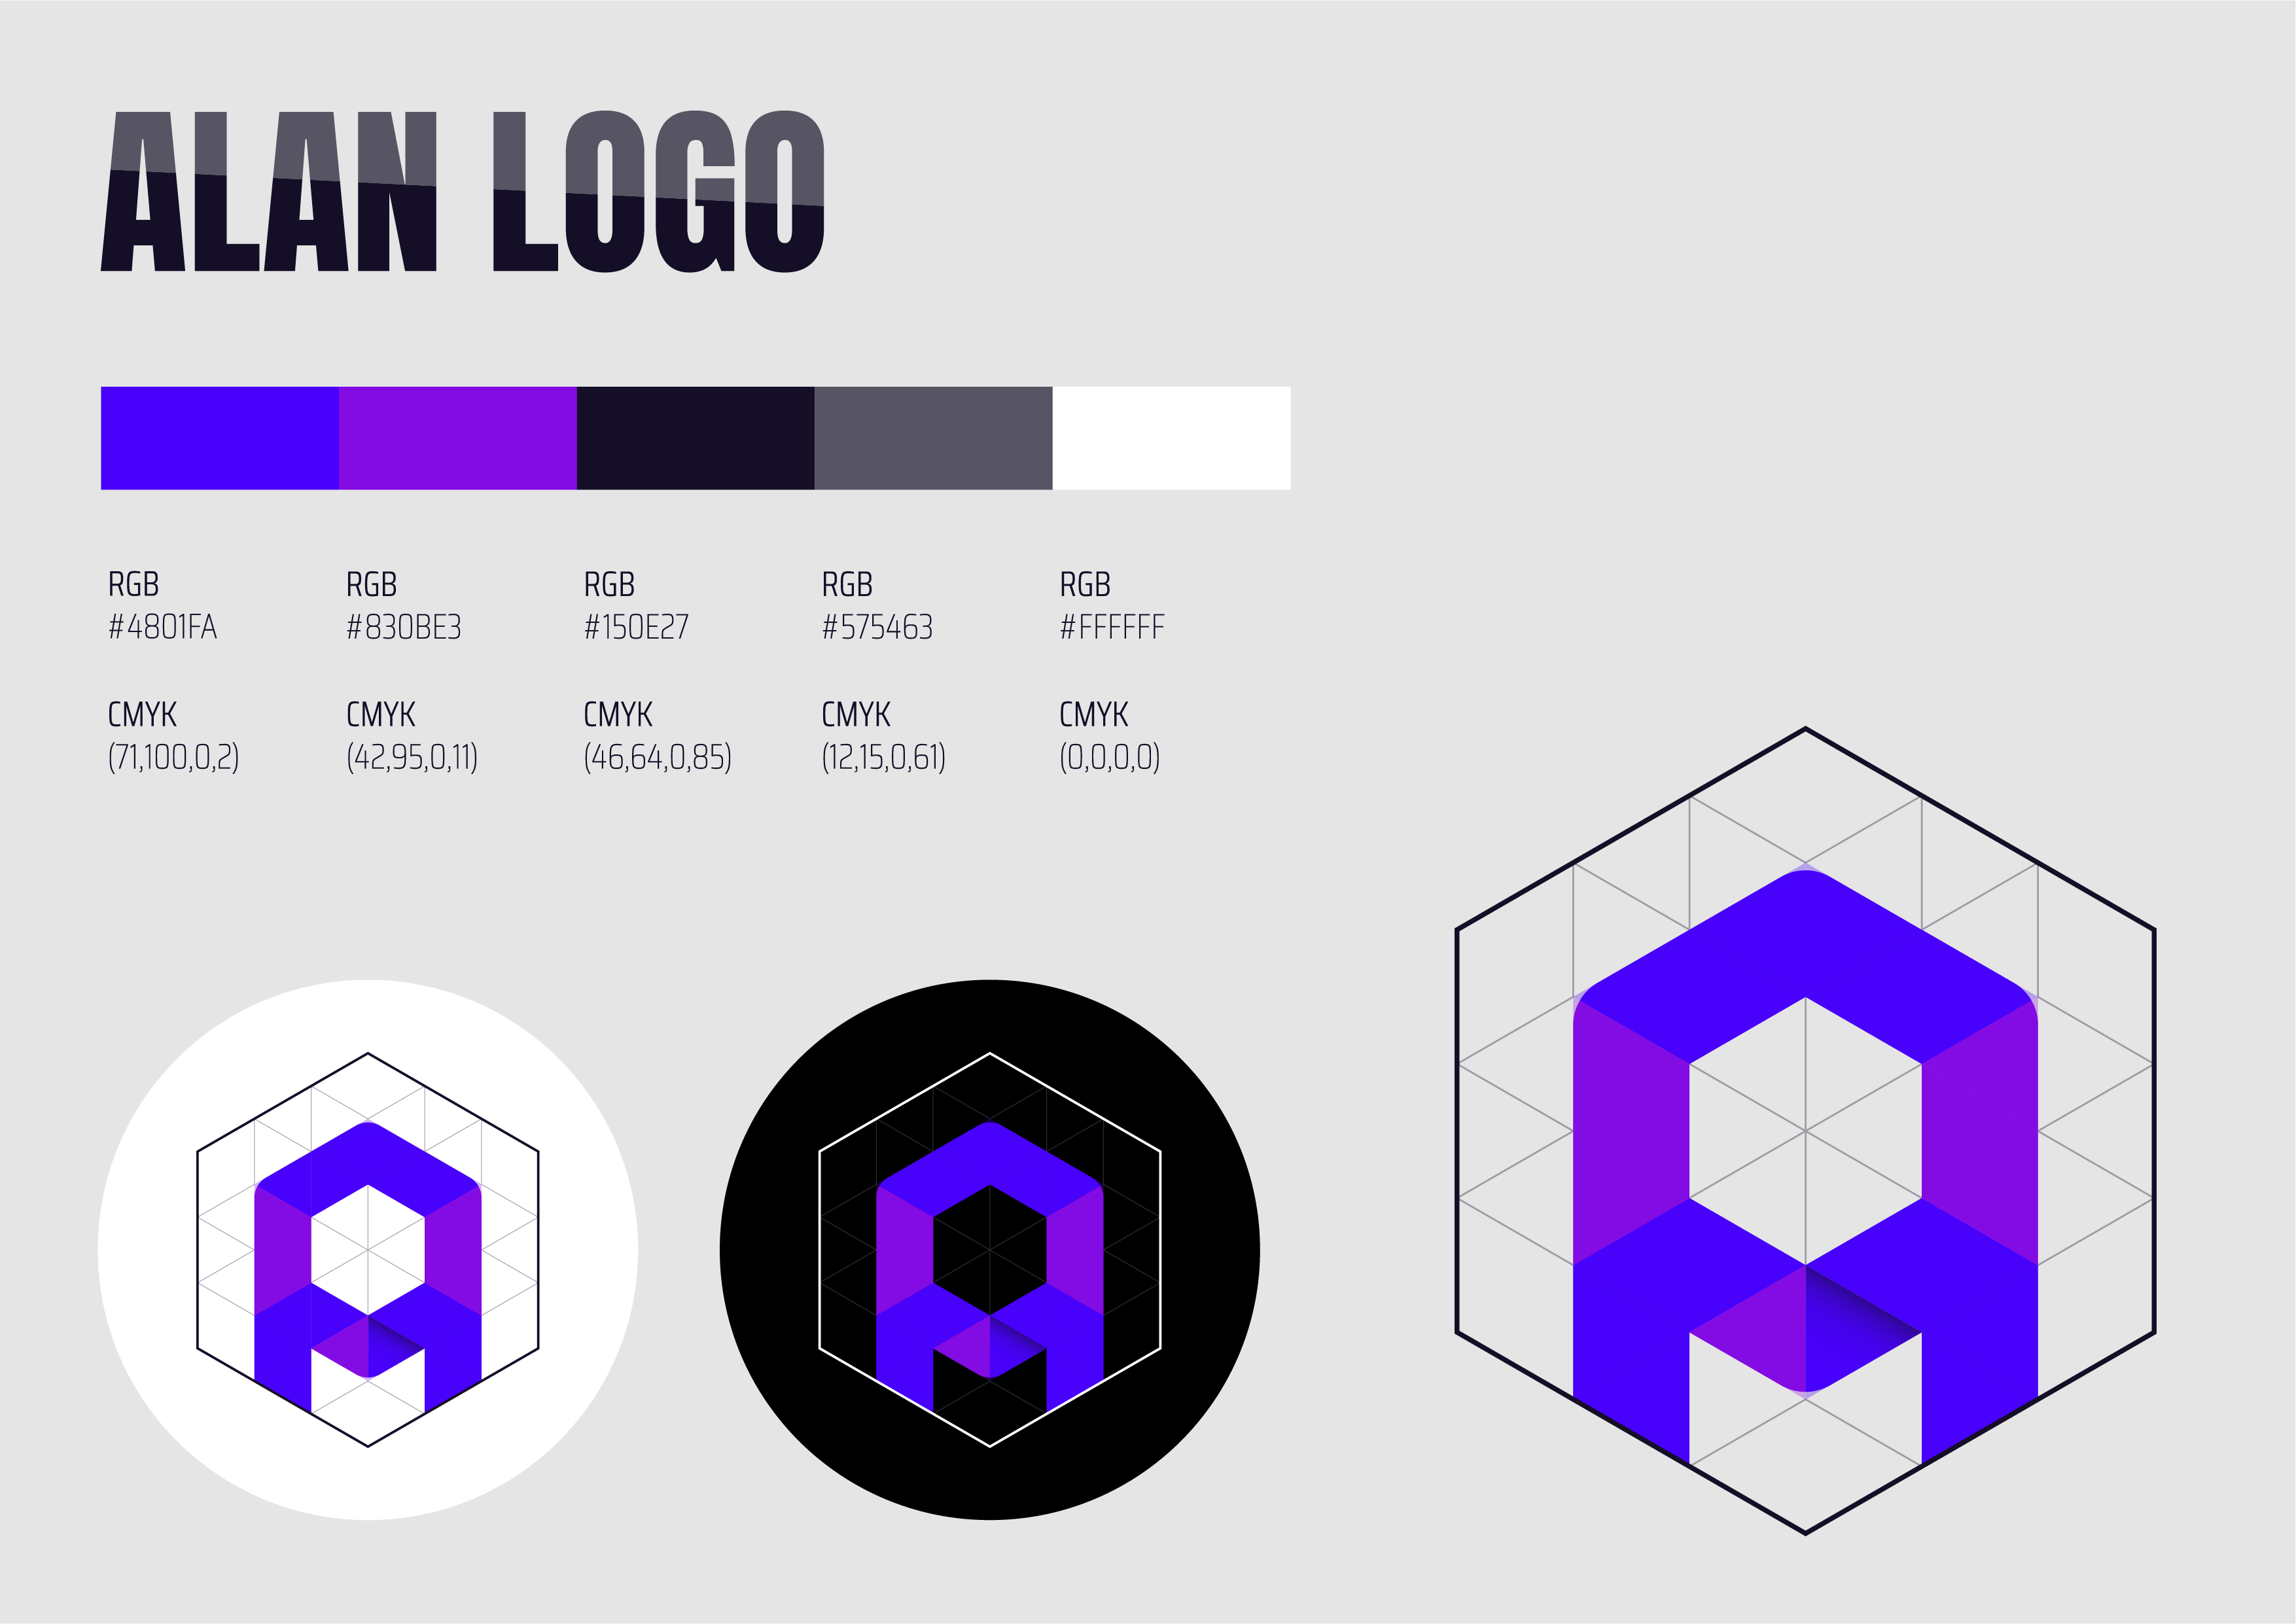 ALAN LOGO
RGB
#4801FA
RGB
#830BE3
RGB
#150E27
RGB
#575463
RGB
#FFFFFF
CMYK
(71,100,0,2)
CMYK
(42,95,0,11)
CMYK
(46,64,0,85)
CMYK
(12,15,0,61)
CMYK
(0,0,0,0)